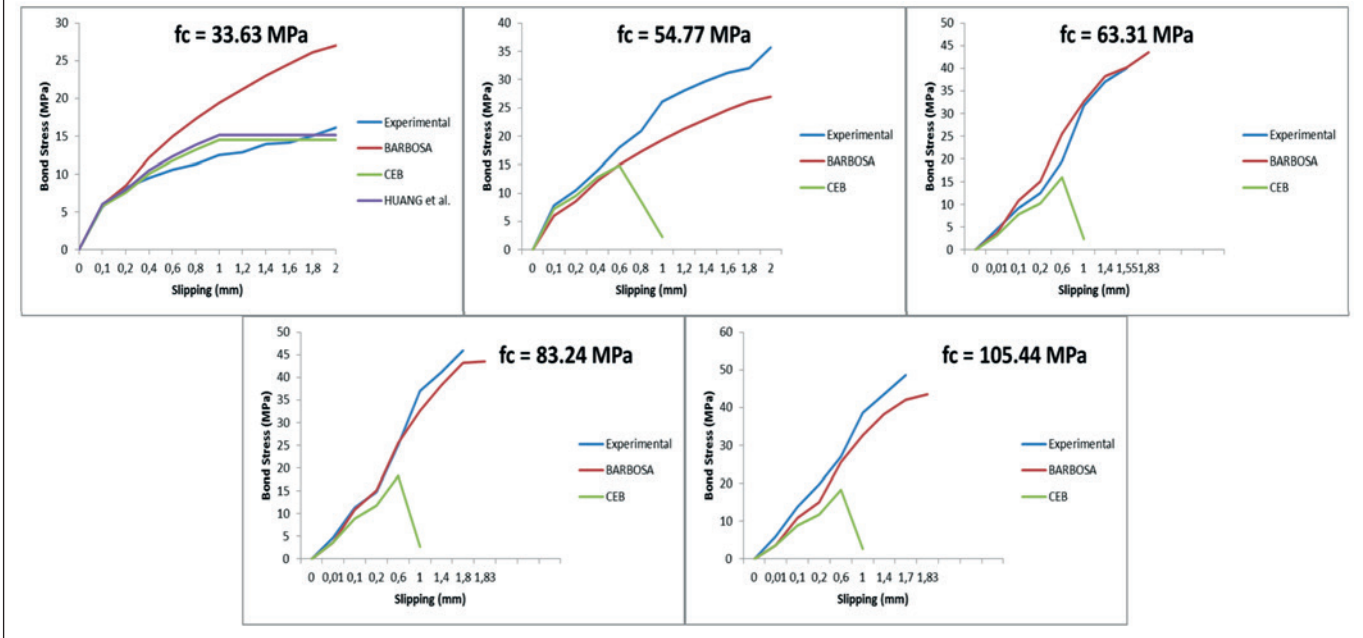 fc = 33.63 MPa
Bond Stress (MPa)
30
25
20
15
10
5
0
0 0,1 0,2 0,4 0,6 0,8 1 1,2 1,4 1,6 1,8 2
Slipping (mm)
Experimental
BARBOSA
CEB
HUANG et al.
fc = 54.77 MPa
Bond Stress (MPa)
40
35
30
25
20
15
10
5
0
0 0,1 0,2 0,4 0,6 0,8 1 1,2 1,4 1,6 1,8 2
Slipping (mm)
Experimental
BARBOSA
CEB
fc = 63.31 MPa
Bond Stress (MPa)
50
45
40
35
30
25
20
15
10
5
0
0 0,01 0,1 0,2 0,6 1 1,4 1,55 1,83
Slipping (mm)
Experimental
BARBOSA
CEB
fc = 83.24 MPa
Bond Stress (MPa)
50
45
40
35
30
25
20
15
10
5
0
0 0,01 0,1 0,2 0,6 1 1,4 1,8 1,83
Slipping (mm)
Experimental
BARBOSA
CEB
fc = 105.44 MPa
Bond Stress (MPa)
60
50
40
30
20
10
0
0 0,01 0,1 0,2 0,6 1 1,4 1,7 1,83
Slipping (mm)
Experimental
BARBOSA
CEB